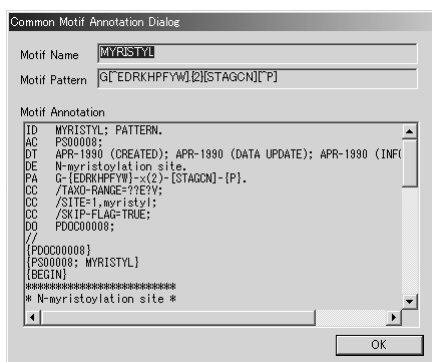 Common Motif Annotation Dialog
Motif Name MYRISTYL
Motif Pattern G[^EDRKHPFYW].{2}[STAGCN][^P]
Motif Annotation
ID MYRISTYL; PATTERN.
AC PS00008;
DT APR-1990 (CREATED); APR-1990 (DATA UPDATE); APR-1990 (INFO
DE N-myristoylation site.
PA G-{EDRKHPFYW}-x(2)-[STAGCN]-{P}.
CC /TAXO-RANGE=??E?V;
CC /SITE=1,myristyl;
CC /SKIP-FLAG=TRUE;
DO PDOC00008;
//
{PDOC00008}
{PS00008; MYRISTYL}
{BEGIN}
**************************
* N-myristoylation site *
OK